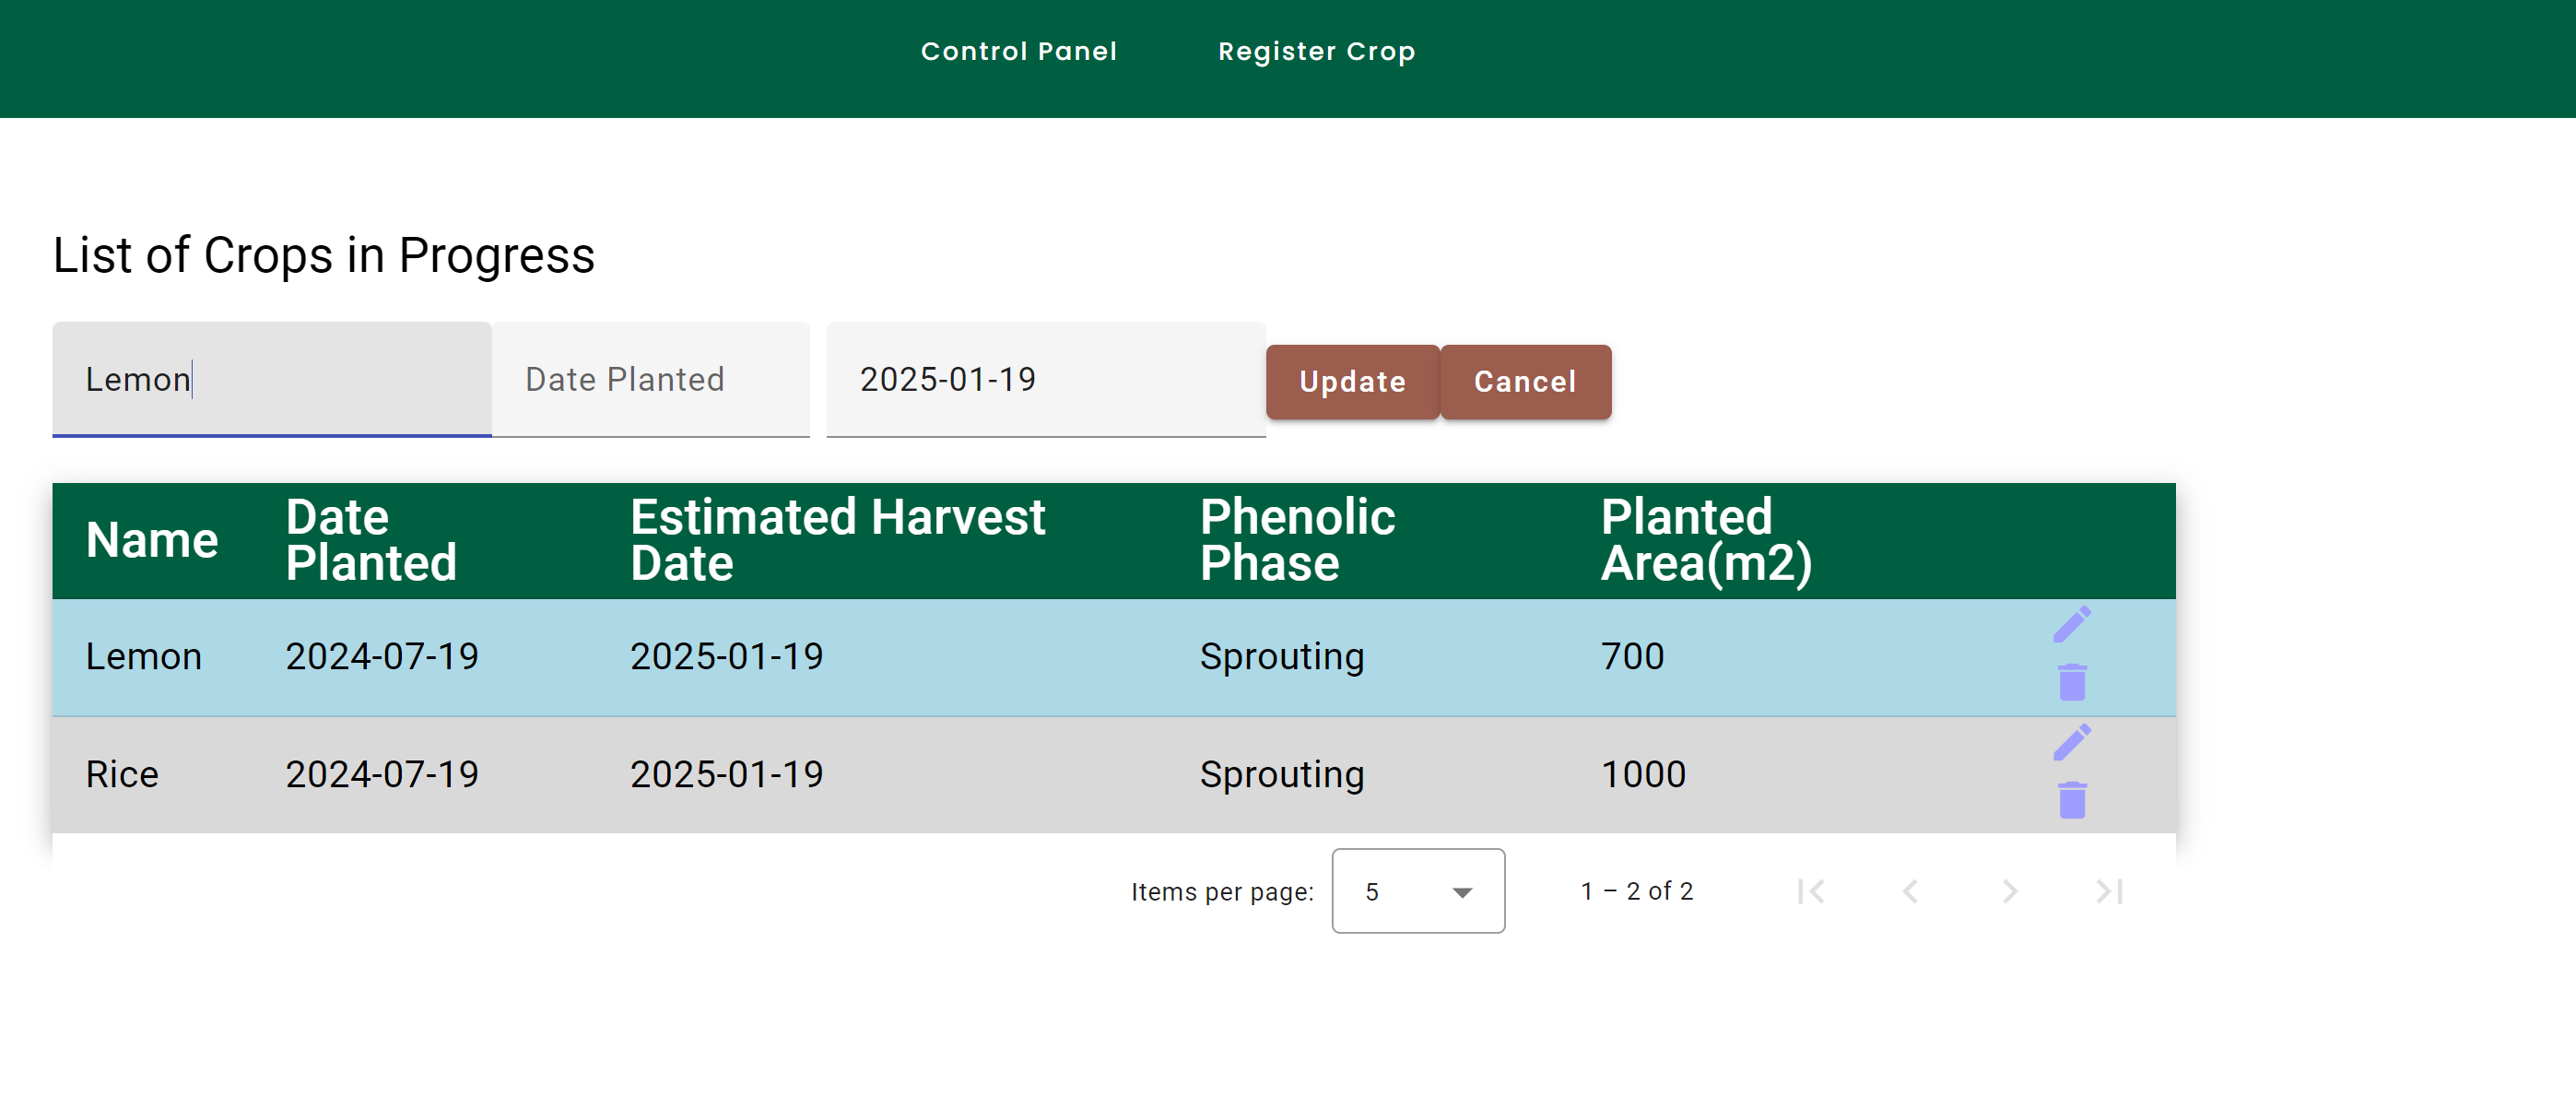 Control Panel Register Crop
List of Crops in Progress
Lemon Date Planted 2025-01-19 Update Cancel
Name Date Planted Estimated Harvest Date Phenolic Phase Planted Area(m2)
Lemon 2024-07-19 2025-01-19 Sprouting 700
Rice 2024-07-19 2025-01-19 Sprouting 1000
Items per page: 5 1 – 2 of 2